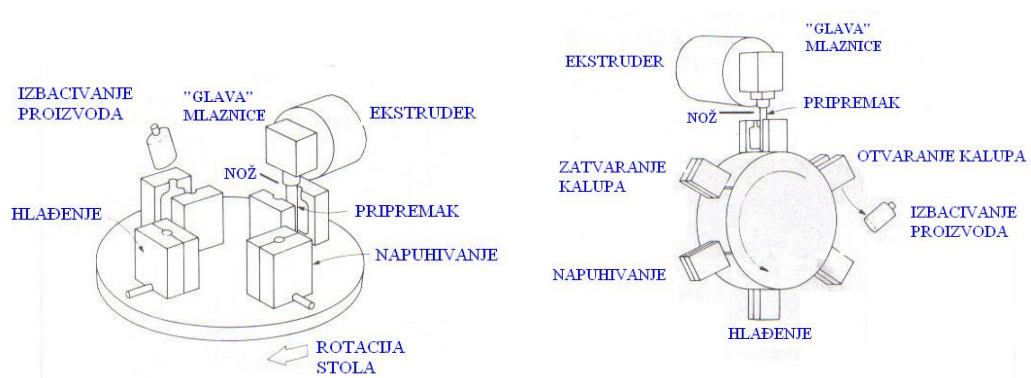 IZBACIVANJE
PROIZVODA
"GLAVA"
MLAZNICE
EKSTRUDER
NOŽ
HLAĐENJE
PRIPREMAK
NAPUHIVANJE
ROTACIJA
STOLA
"GLAVA"
MLAZNICE
EKSTRUDER
PRIPREMAK
NOŽ
ZATVARANJE
KALUPA
OTVARANJE KALUPA
IZBACIVANJE
PROIZVODA
NAPUHIVANJE
HLAĐENJE